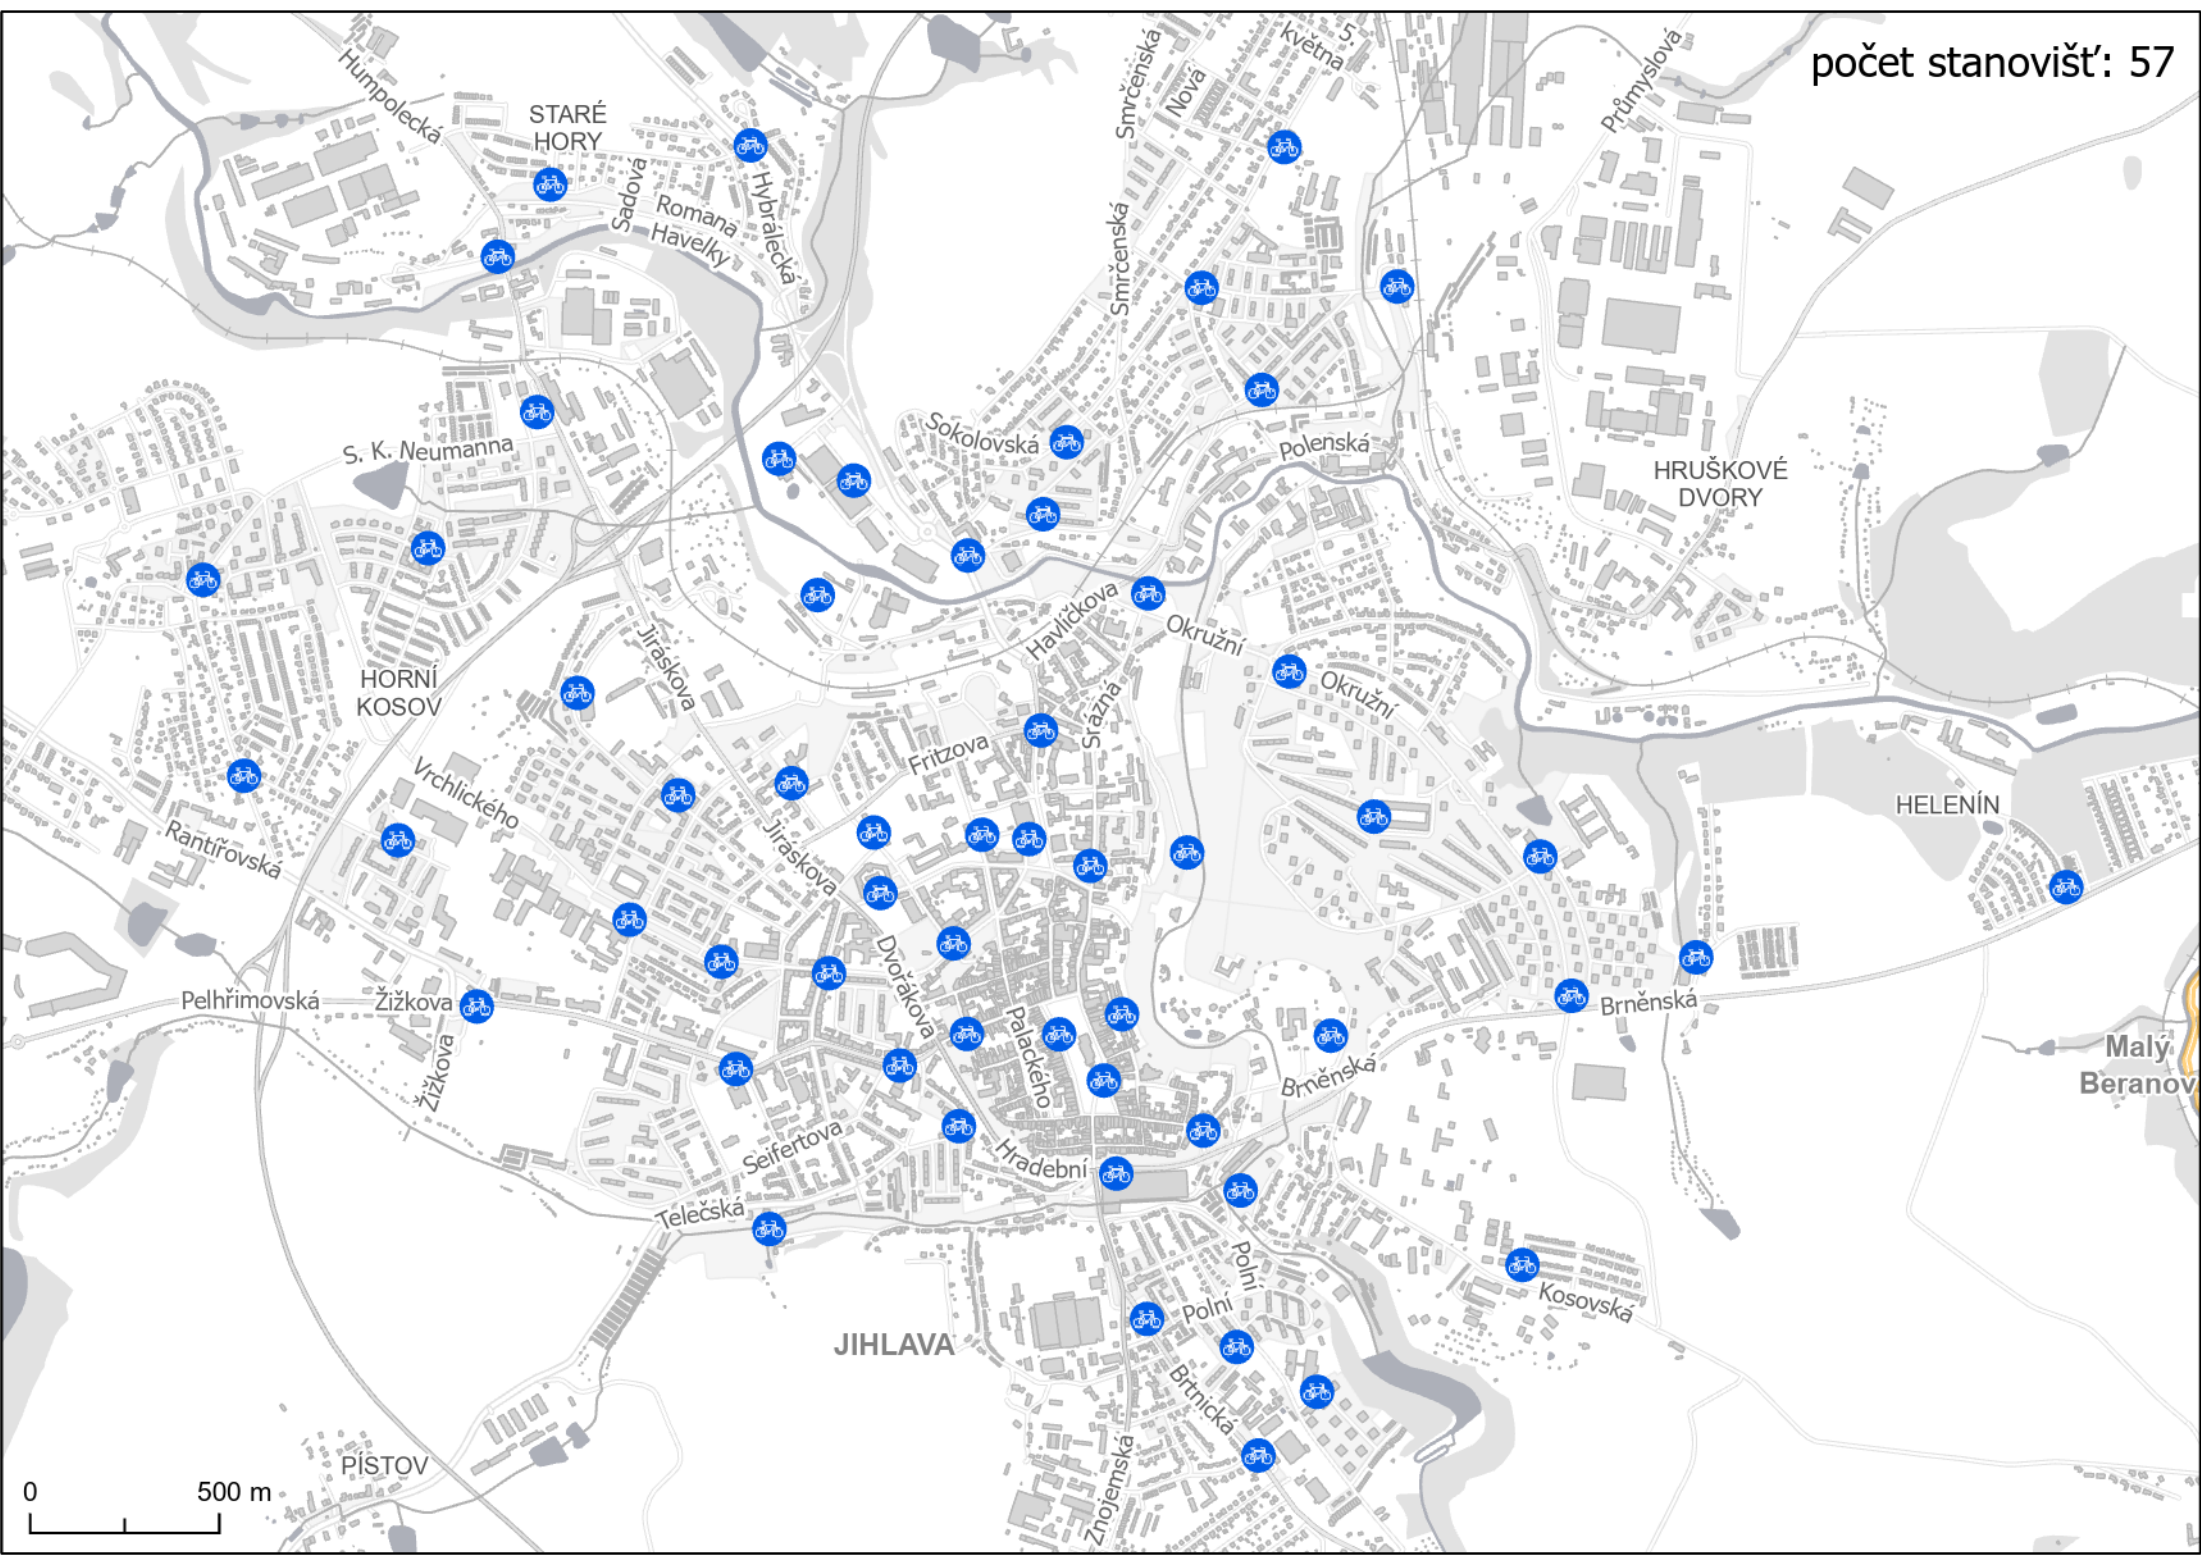 počet stanovišť: 57
Humpolecká
STARÉ
HORY
Sadová
Romana
Havelky
Hybrálecká
Smrčenská
Nová
5.
května
Průmyslová
Smrčenská
S. K. Neumanna
Sokolovská
Polenská
HRUŠKOVÉ
DVORY
Havlíčkova
Okružní
Okružní
Jiráskova
HORNÍ
KOSOV
Srázná
Fritzova
Vrchlického
Rantířovská
Jiráskova
HELENÍN
Dvořákova
Pelhřimovská
Žižkova
Žižkova
Palackého
Brněnská
Brněnská
Malý
Beranov
Seifertova
Hradební
Telečská
Polní
Polní
Kosovská
JIHLAVA
Brtnická
Znojemská
PÍSTOV
0
500 m